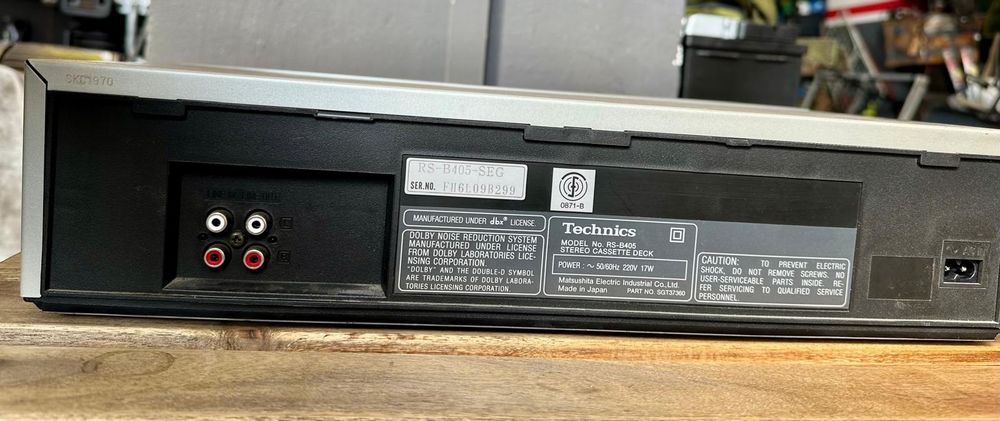 SKC1970
RS-B405-SEG
SER.NO. FH6L09B299
0871-B
MANUFACTURED UNDER dbx® LICENSE.
DOLBY NOISE REDUCTION SYSTEM
MANUFACTURED UNDER LICENSE
FROM DOLBY LABORATORIES LICE-
NSING CORPORATION.
"DOLBY" AND THE DOUBLE-D SYMBOL
ARE TRADEMARKS OF DOLBY LABORA-
TORIES LICENSING CORPORATION
Technics
MODEL No. RS-B405
STEREO CASSETTE DECK
POWER : ~ 50/60Hz 220V 17W
Matsushita Electric Industrial Co., Ltd.
Made in Japan PART NO. SGT37360
CAUTION: TO PREVENT ELECTRIC
SHOCK, DO NOT REMOVE SCREWS. NO
USER-SERVICEABLE PARTS INSIDE. RE-
FER SERVICING TO QUALIFIED SERVICE
PERSONNEL.